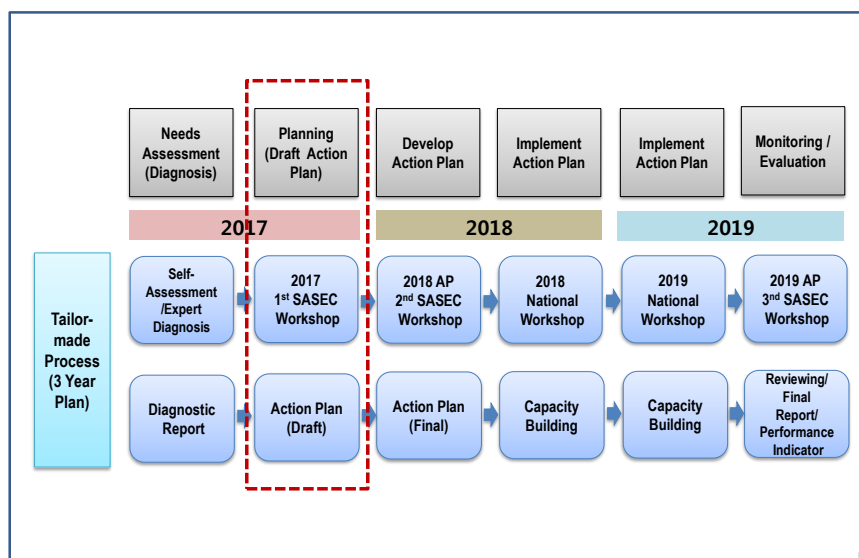 Needs
Assessment
(Diagnosis)
Planning
(Draft Action
Plan)
Develop
Action Plan
Implement
Action Plan
Implement
Action Plan
Monitoring /
Evaluation
2017
2018
2019
Tailor-
made
Process
(3 Year
Plan)
Self-
Assessment
/Expert
Diagnosis
2017
1st SASEC
Workshop
2018 AP
2nd SASEC
Workshop
2018
National
Workshop
2019
National
Workshop
2019 AP
3nd SASEC
Workshop
Diagnostic
Report
Action Plan
(Draft)
Action Plan
(Final)
Capacity
Building
Capacity
Building
Reviewing/
Final
Report/
Performance
Indicator